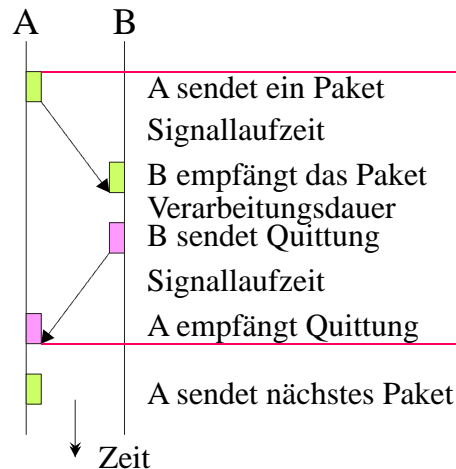 A B
A sendet ein Paket
Signallaufzeit
B empfängt das Paket
Verarbeitungsdauer
B sendet Quittung
Signallaufzeit
A empfängt Quittung
A sendet nächstes Paket
Zeit